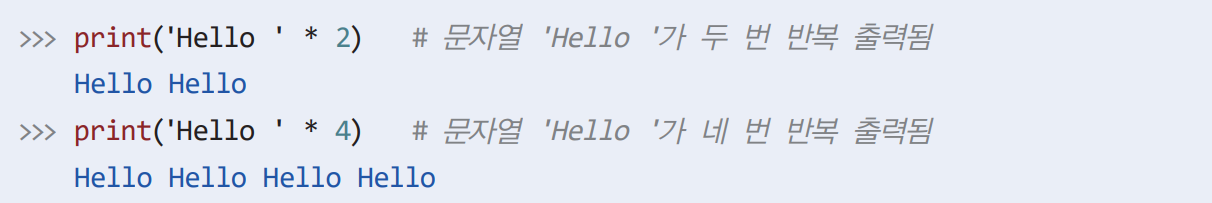 >>> print('Hello ' * 2)   # 문자열 'Hello '가 두 번 반복 출력됨
Hello Hello
>>> print('Hello ' * 4)   # 문자열 'Hello '가 네 번 반복 출력됨
Hello Hello Hello Hello